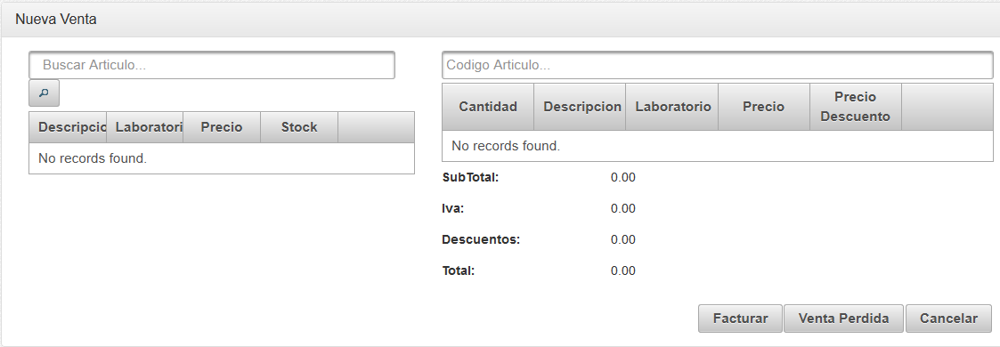 Nueva Venta
Buscar Articulo...
Descripcio Laboratori Precio Stock
No records found.
Codigo Articulo...
Cantidad Descripcion Laboratorio Precio Precio Descuento
No records found.
SubTotal: 0.00
Iva: 0.00
Descuentos: 0.00
Total: 0.00
Facturar Venta Perdida Cancelar